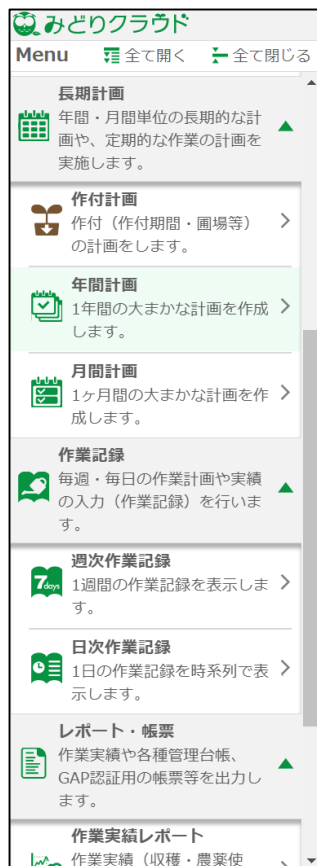 みどりクラウド
Menu 全て開く 全て閉じる
長期計画
年間・月間単位の長期的な計
画や、定期的な作業の計画を
実施します。
作付計画
作付（作付期間・圃場等）
の計画をします。
年間計画
1年間の大まかな計画を作成
します。
月間計画
1ヶ月間の大まかな計画を作
成します。
作業記録
毎週・毎日の作業計画や実績
の入力（作業記録）を行いま
す。
7days
週次作業記録
1週間の作業記録を表示しま
す。
日次作業記録
1日の作業記録を時系列で表
示します。
レポート・帳票
作業実績や各種管理台帳、
GAP認証用の帳票等を出力し
ます。
作業実績レポート
作業実績（収穫・農薬使